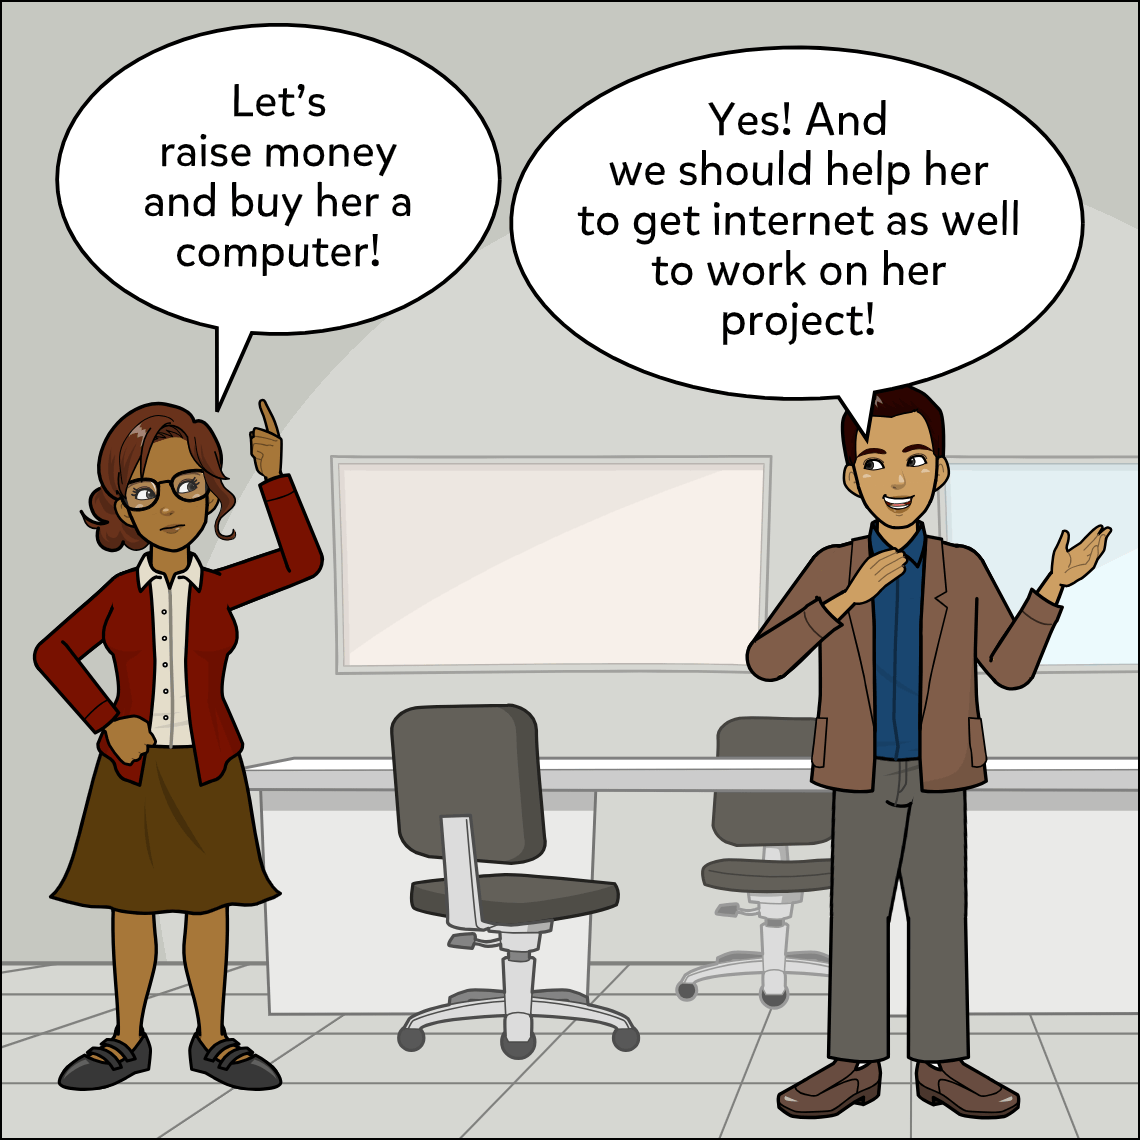 Let's
raise money
and buy her a
computer!
Yes! And
we should help her
to get internet as well
to work on her
project!